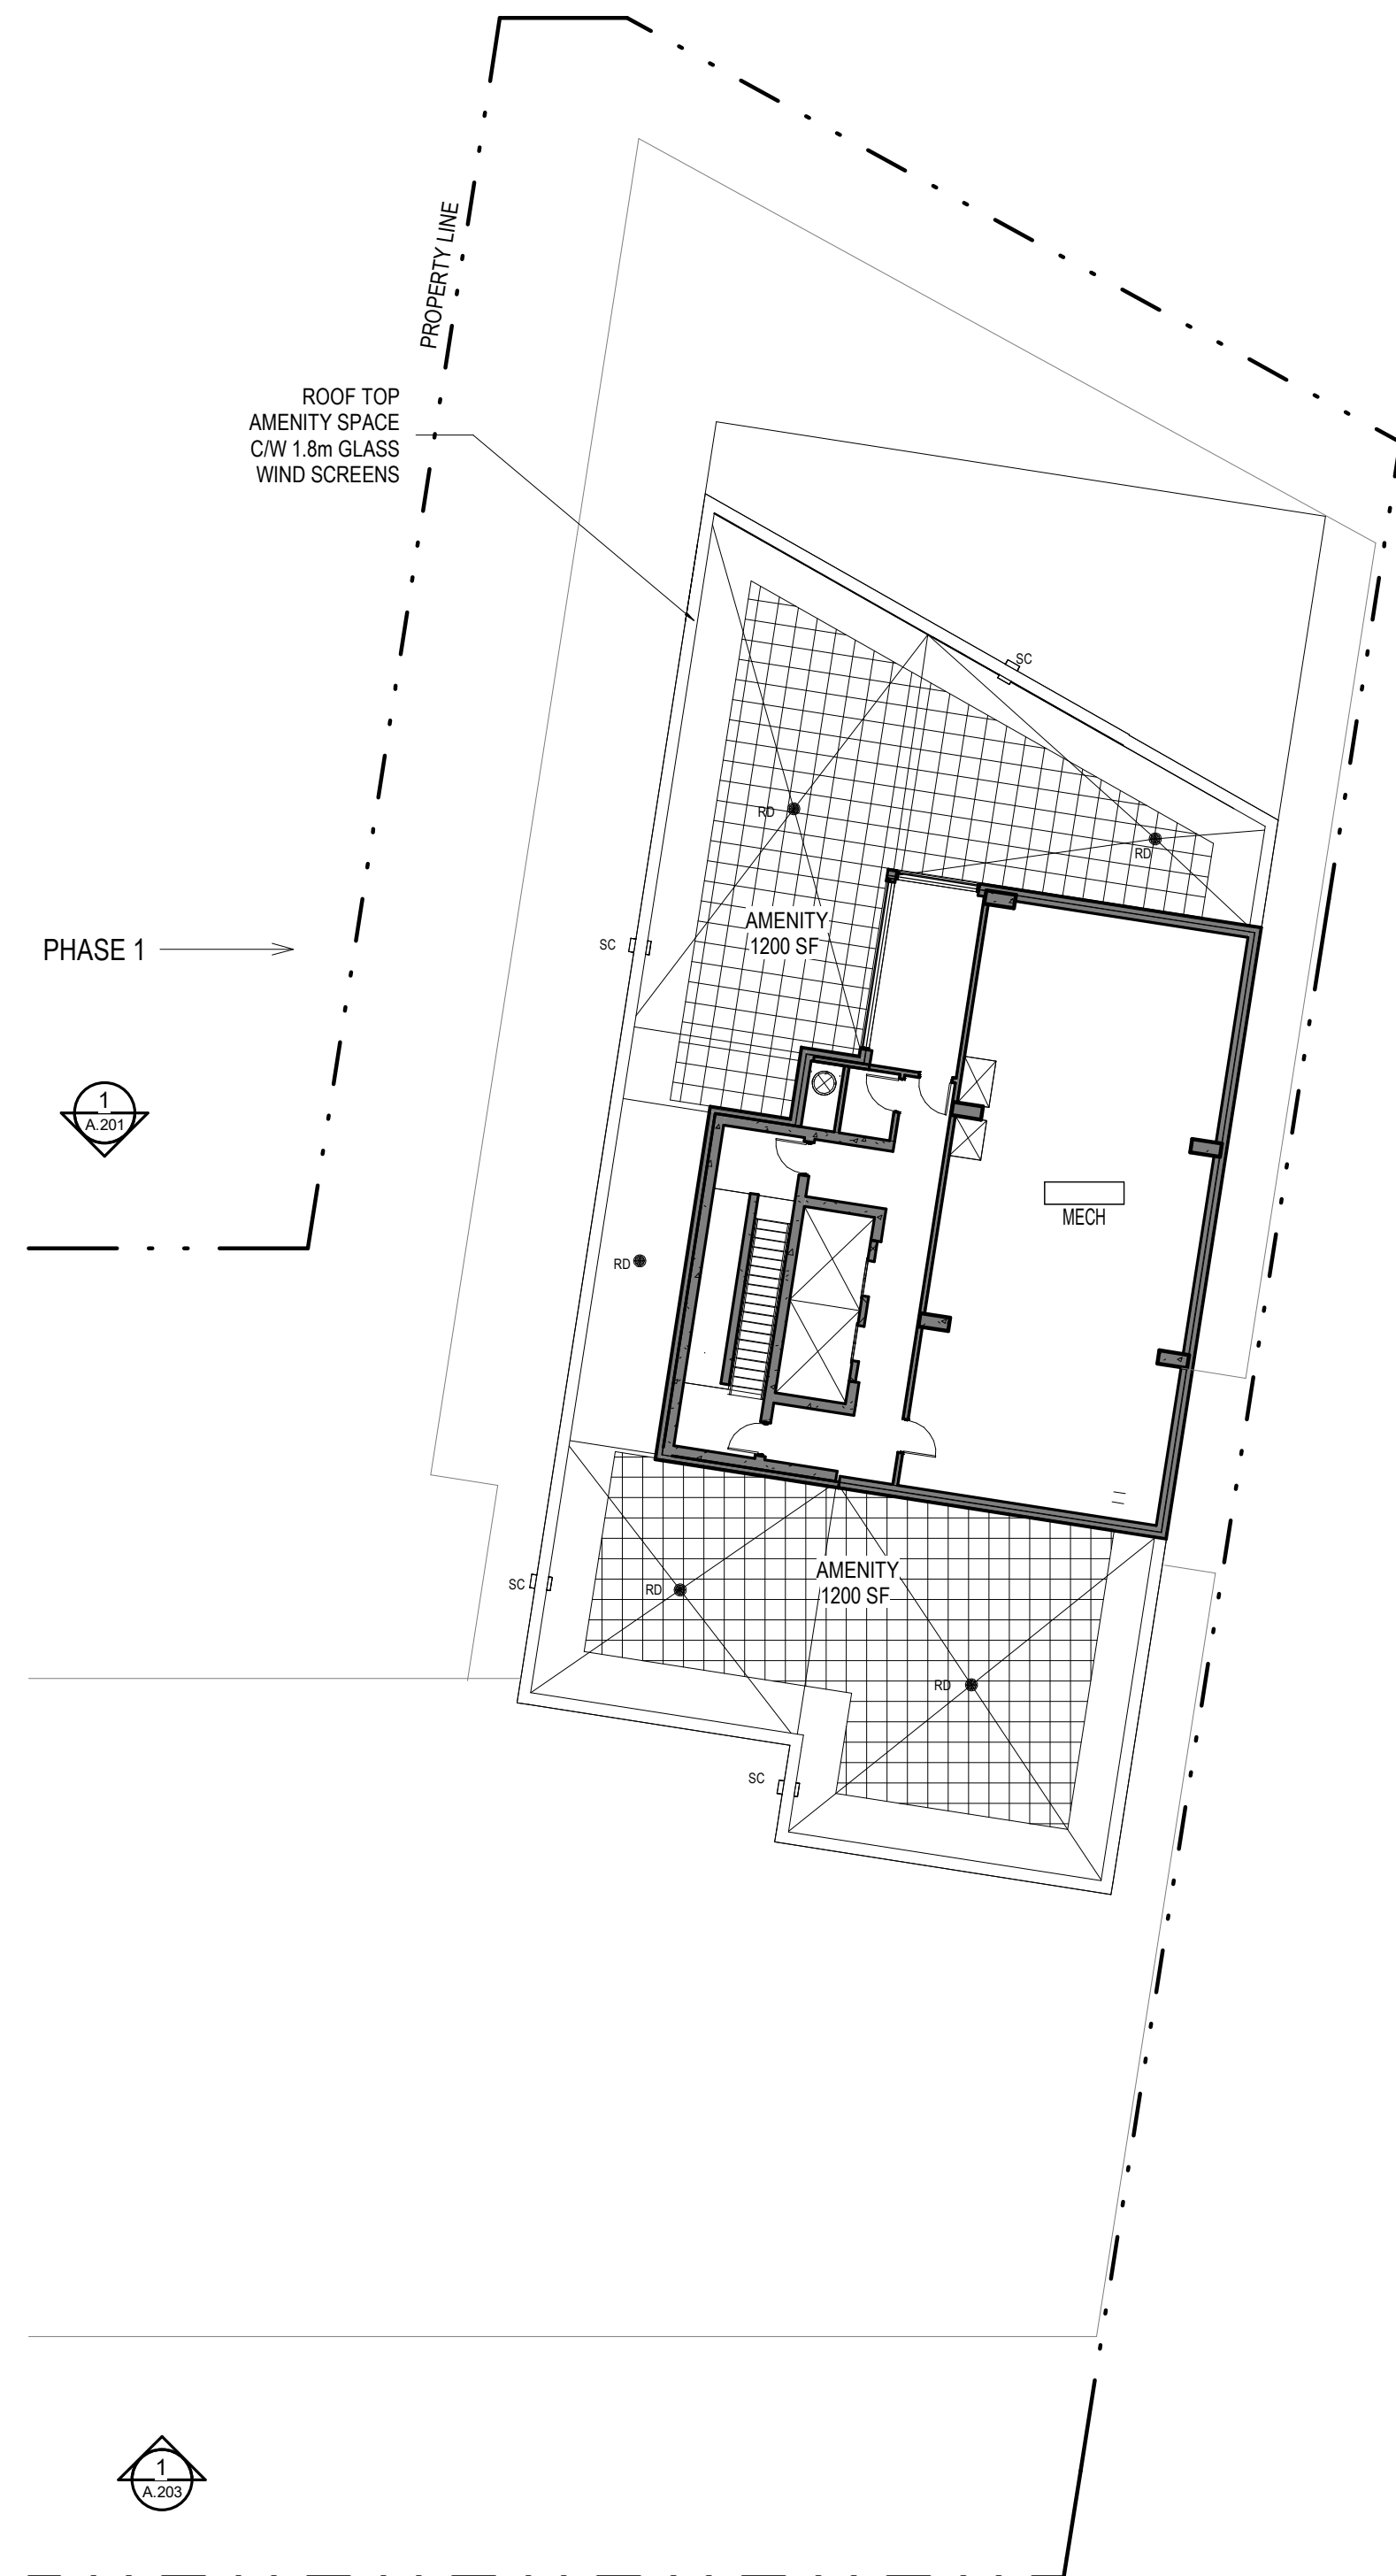 PROPERTY LINE
ROOF TOP
AMENITY SPACE
C/W 1.8m GLASS
WIND SCREENS
SC
RD
RD
AMENITY
1200 SF
SC
PHASE 1
1
A.201
MECH
RD
AMENITY
1200 SF
SC
RD
RD
SC
1
A.203